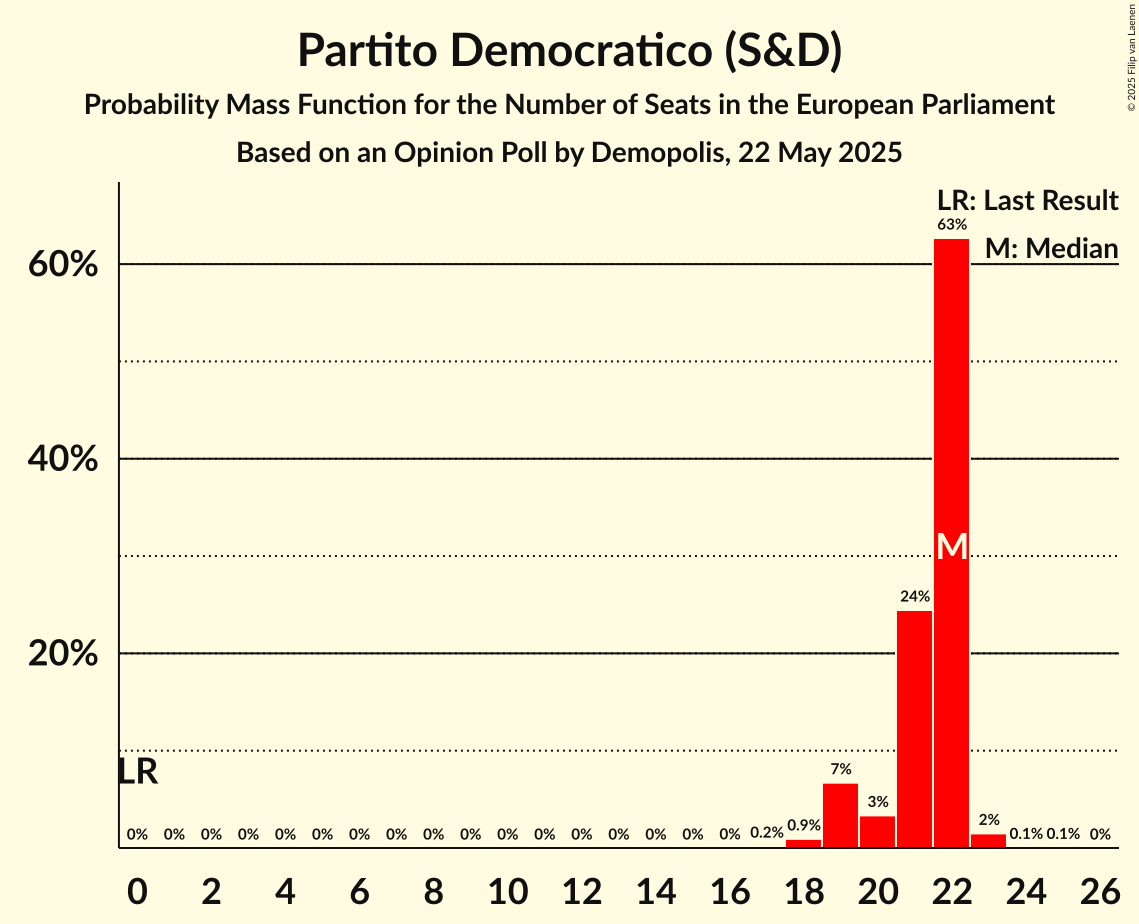 Partito Democratico (S&D)
Probability Mass Function for the Number of Seats in the European Parliament
Based on an Opinion Poll by Demopolis, 22 May 2025
© 2025 Filip van Laenen
LR: Last Result
M: Median
63%
60%
40%
M
24%
20%
LR
7%
3%
0% 0% 0% 0% 0% 0% 0% 0% 0% 0% 0% 0% 0% 0% 0% 0% 0% 0.2% 0.9% 2% 0.1% 0.1% 0%
0 2 4 6 8 10 12 14 16 18 20 22 24 26